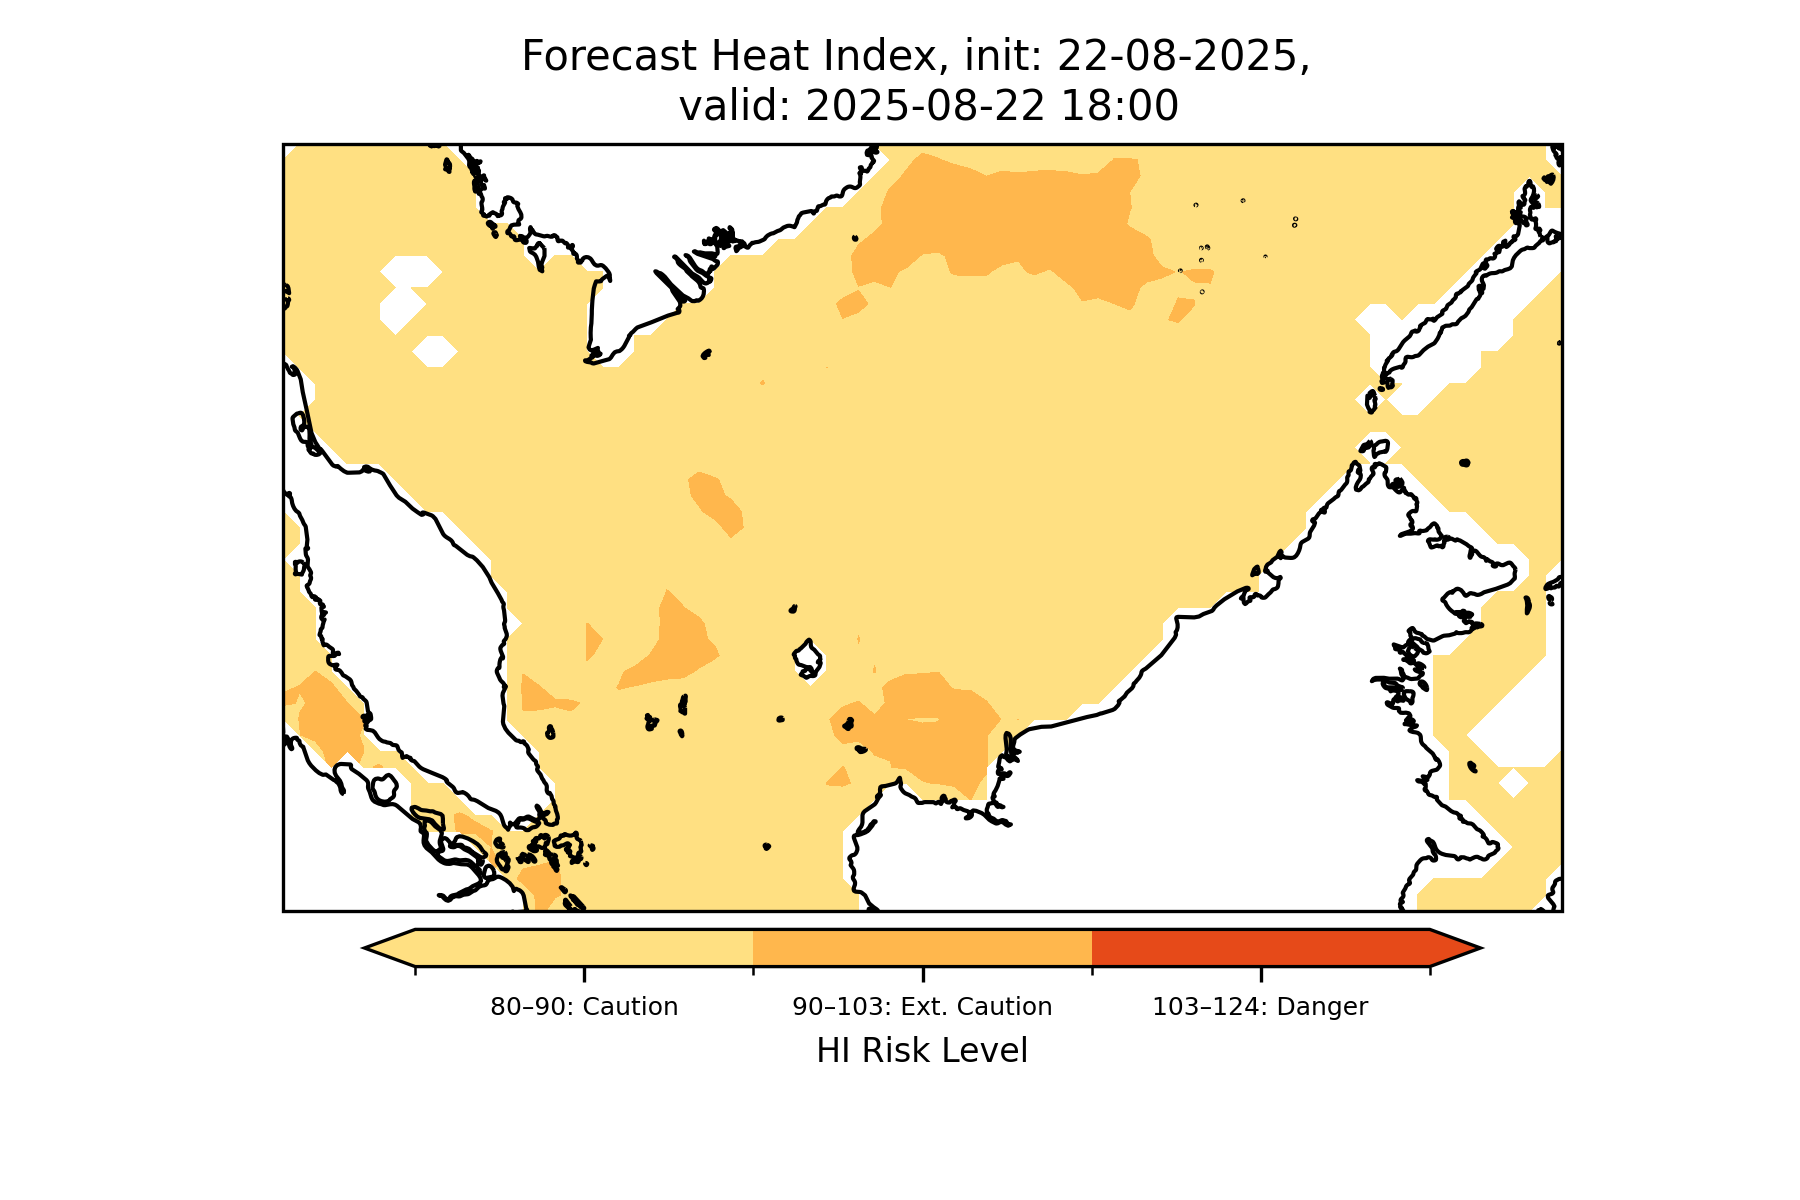 Forecast Heat Index, init: 22-08-2025,
valid: 2025-08-22 18:00
80–90: Caution
90–103: Ext. Caution
103–124: Danger
HI Risk Level